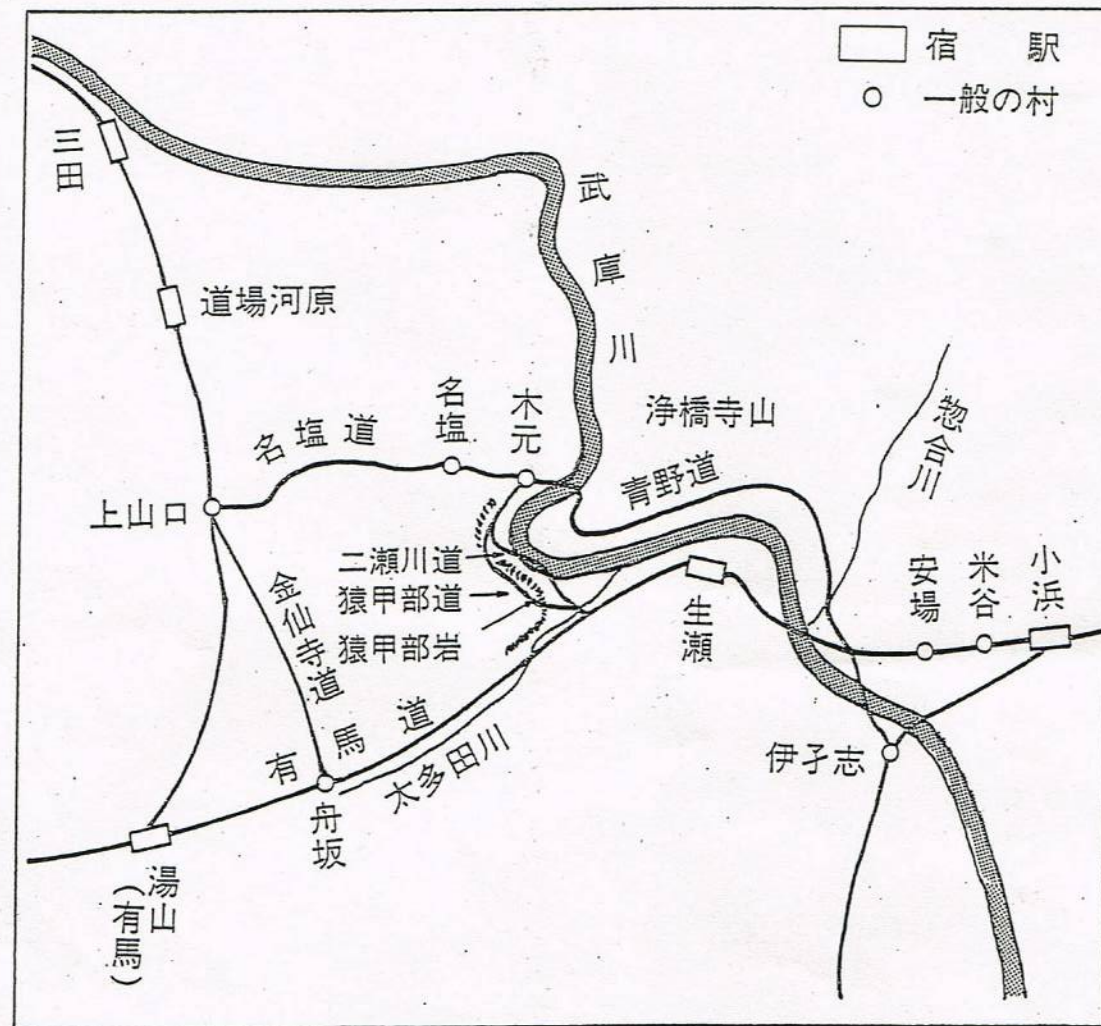 宿　駅
一般の村
三田
武庫川
道場河原
名塩
木元
浄橋寺山
惣合川
名塩道
青野道
上山口
二瀬川道
猿甲部道
猿甲部岩
金仙寺道
生瀬
安場
米谷
小浜
有馬道
太多田川
伊孑志
舟坂
湯山
(有馬)